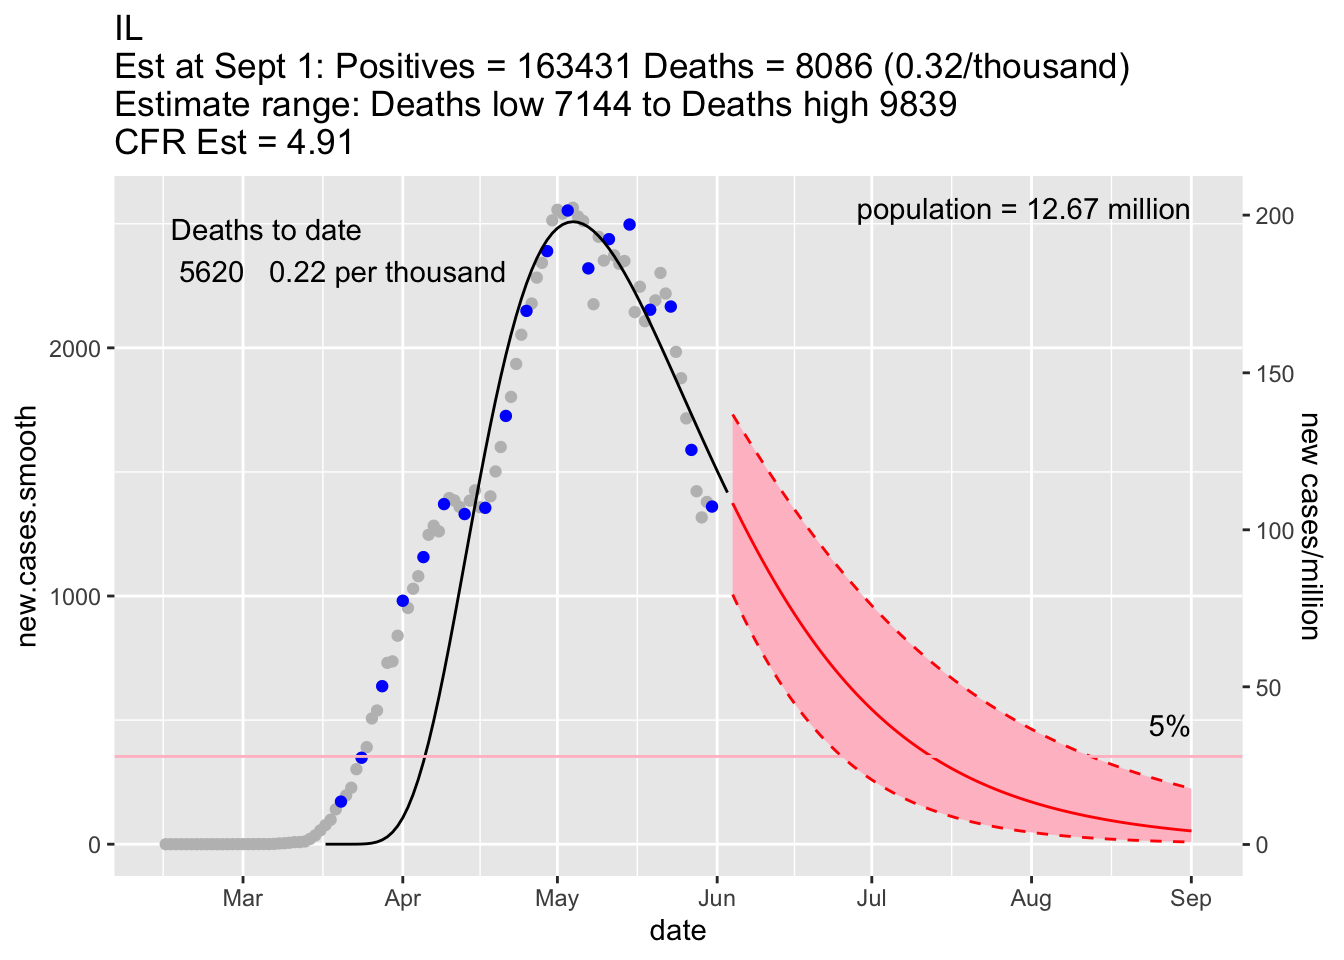 IL
Est at Sept 1: Positives = 163431 Deaths = 8086 (0.32/thousand)
Estimate range: Deaths low 7144 to Deaths high 9839
CFR Est = 4.91
Deaths to date
5620 0.22 per thousand
population = 12.67 million
5%
new.cases.smooth
2000
1000
0
200
150
100
50
0
new cases/million
Mar Apr May Jun Jul Aug Sep
date